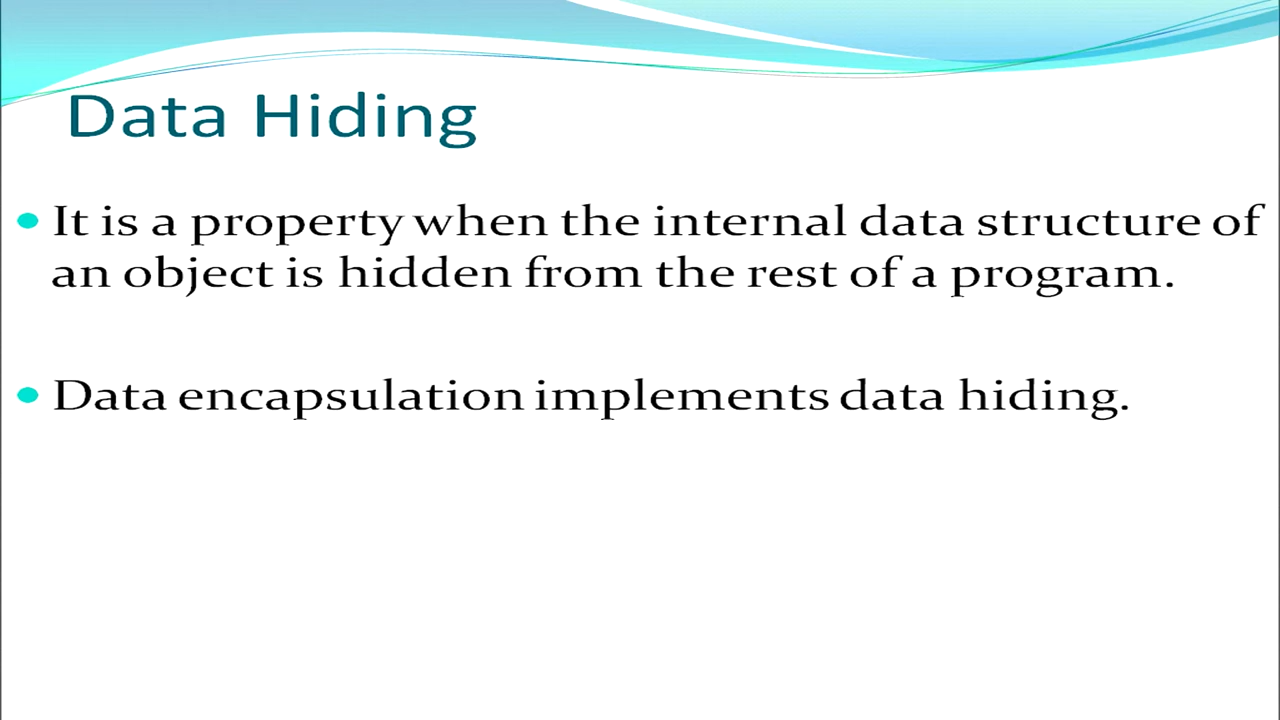 Data Hiding
It is a property when the internal data structure of
an object is hidden from the rest of a program.
Data encapsulation implements data hiding.